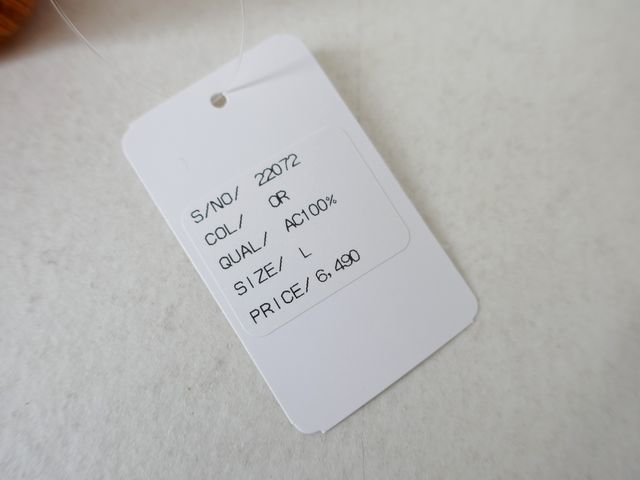 S/NO/ 22072
COL/ OR
QUAL/ AC100%
SIZE/ L
PRICE/ 6,490